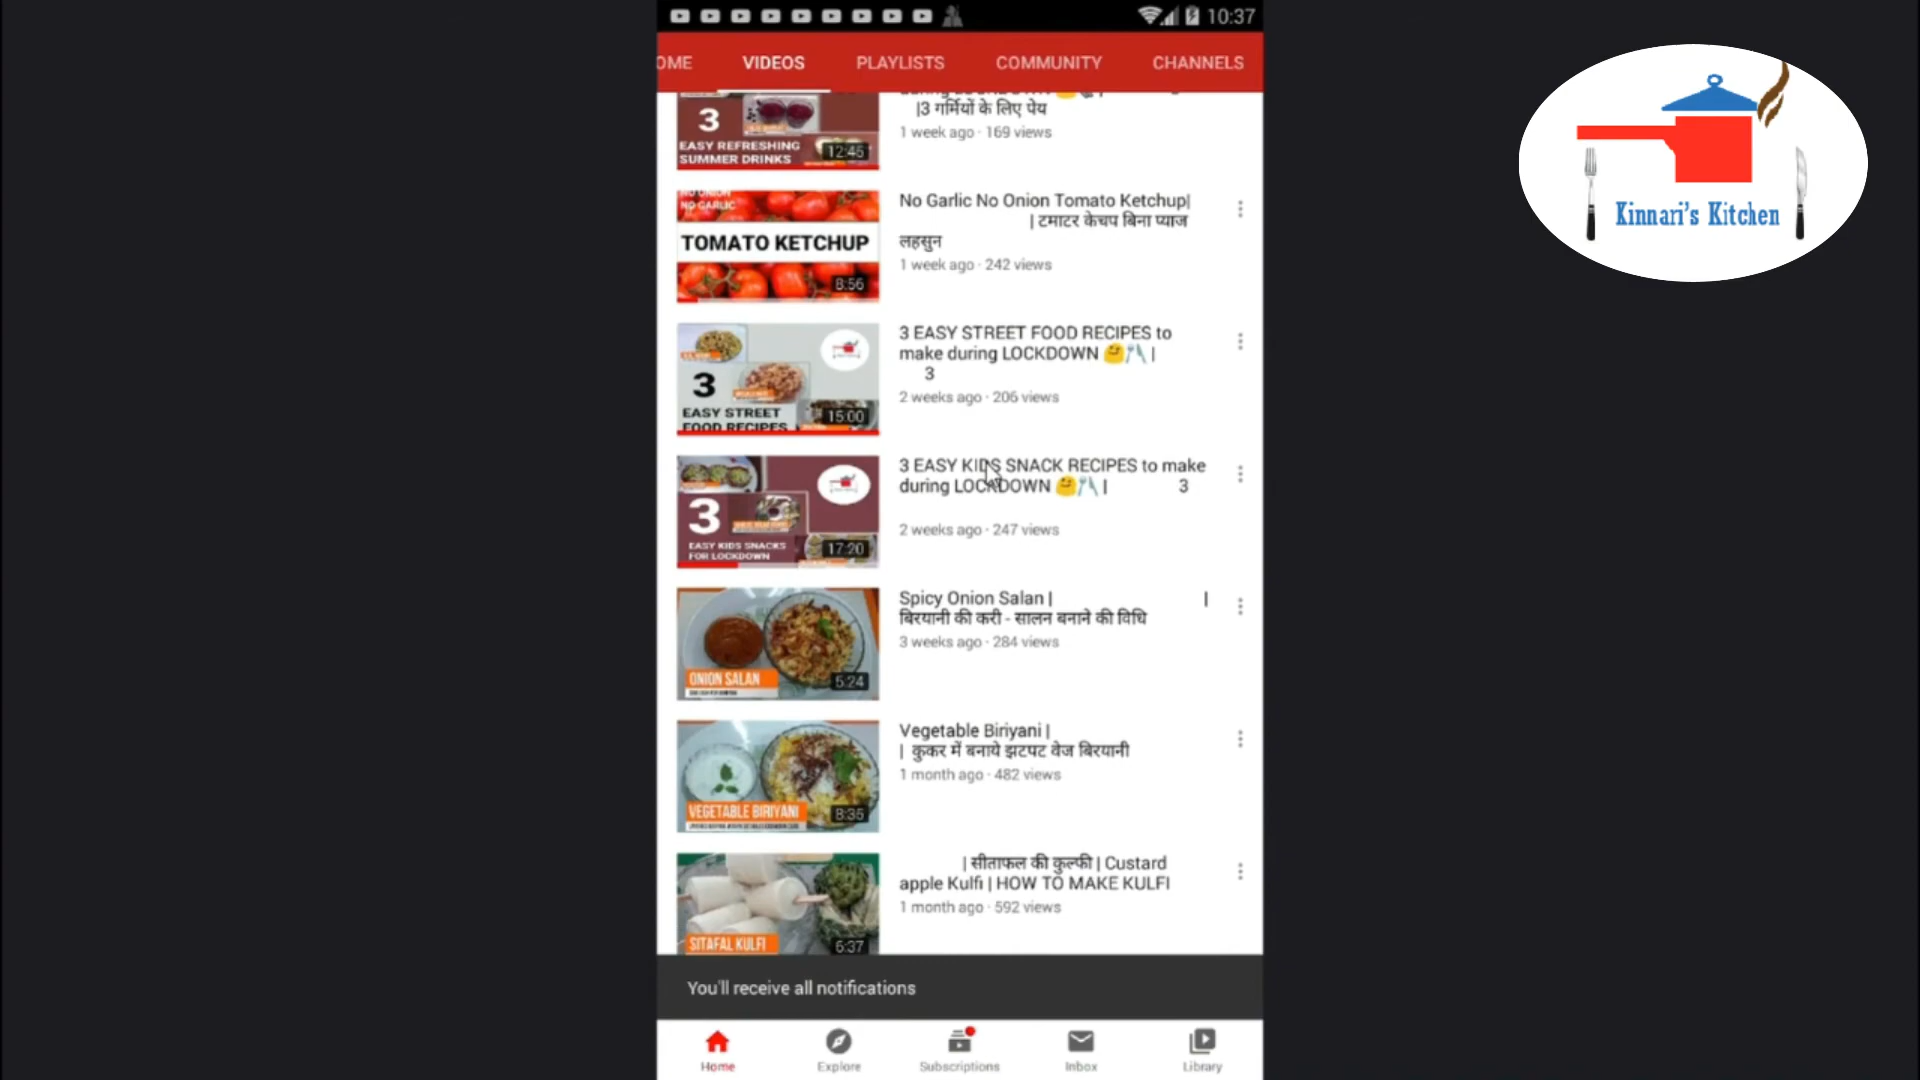 10:37
OME VIDEOS PLAYLISTS COMMUNITY CHANNELS
|3 गर्मियों के लिए पेय
1 week ago · 169 views
3
EASY REFRESHING
SUMMER DRINKS
12:45
No Garlic No Onion Tomato Ketchup|
| टमाटर केचप बिना प्याज
लहसुन
1 week ago · 242 views
NO ONION
NO GARLIC
TOMATO KETCHUP
8:56
3 EASY STREET FOOD RECIPES to
make during LOCKDOWN 🤗🍴 |
3
2 weeks ago · 206 views
3
EASY STREET
FOOD RECIPES
15:00
3 EASY KIDS SNACK RECIPES to make
during LOCKDOWN 🤗🍴 | 3
2 weeks ago · 247 views
3
EASY KIDS SNACKS
FOR LOCKDOWN
17:20
Spicy Onion Salan | |
बिरयानी की करी - सालन बनाने की विधि
3 weeks ago · 284 views
ONION SALAN
5:24
Vegetable Biriyani |
| कुकर में बनाये झटपट वेज बिरयानी
1 month ago · 482 views
VEGETABLE BIRIYANI
8:35
| सीताफल की कुल्फी | Custard
apple Kulfi | HOW TO MAKE KULFI
1 month ago · 592 views
SITAFAL KULFI
6:37
You'll receive all notifications
Home Explore Subscriptions Inbox Library
Kinnari's Kitchen